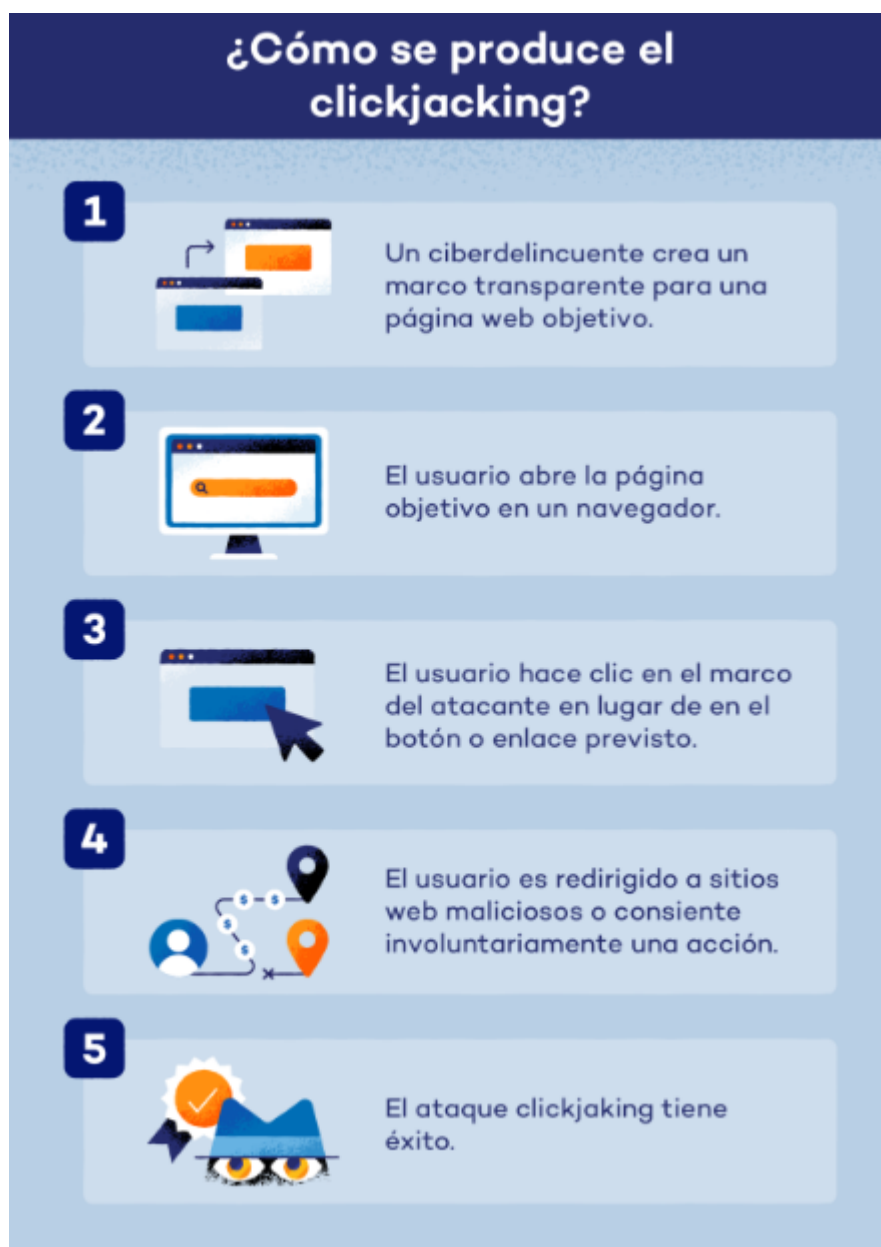 ¿Cómo se produce el
clickjacking?
1
Un ciberdelincuente crea un
marco transparente para una
página web objetivo.
2
El usuario abre la página
objetivo en un navegador.
3
El usuario hace clic en el marco
del atacante en lugar de en el
botón o enlace previsto.
4
El usuario es redirigido a sitios
web maliciosos o consiente
involuntariamente una acción.
$ $
$
$
5
El ataque clickjaking tiene
éxito.